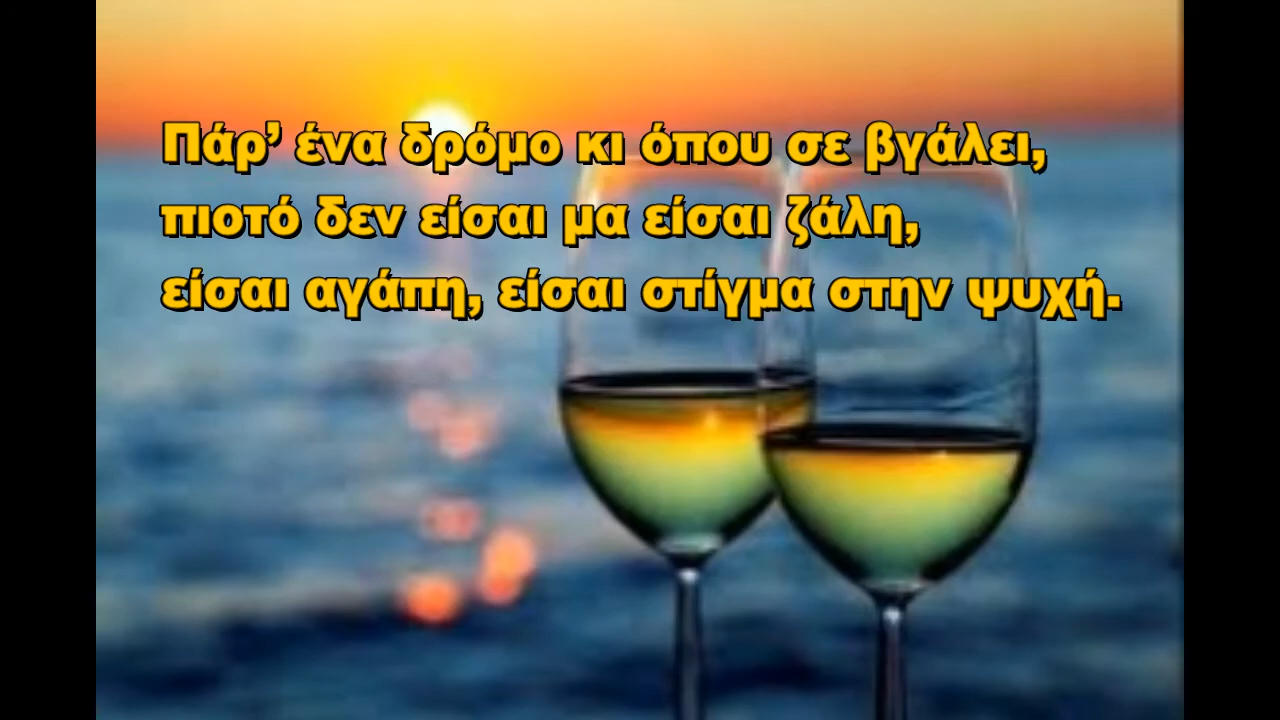 Πάρ’ ένα δρόμο κι όπου σε βγάλει,
πιοτό δεν είσαι μα είσαι ζάλη,
είσαι αγάπη, είσαι στίγμα στην ψυχή.